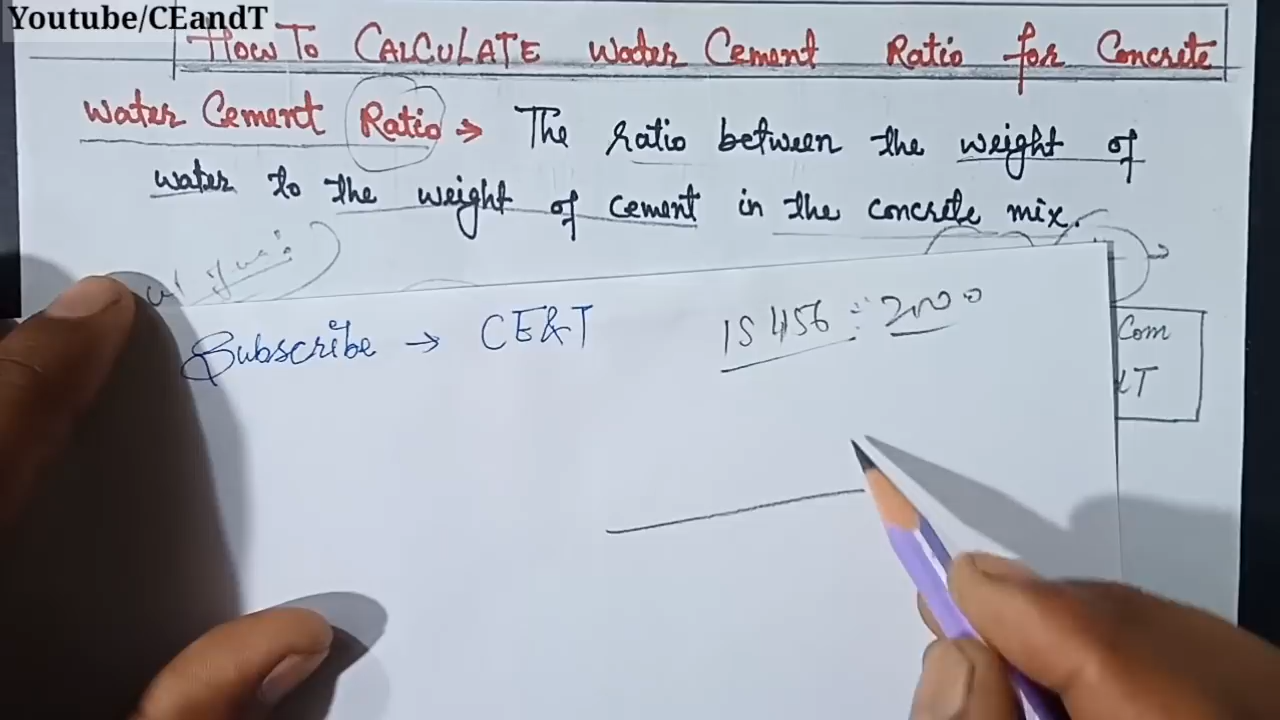 Youtube/CEandT
HOW TO CALCULATE Water Cement Ratio for Concrete
Water Cement Ratio → The ratio between the weight of
water to the weight of cement in the concrete mix.
Subscribe → CE&T
IS 456 : 2000
Com